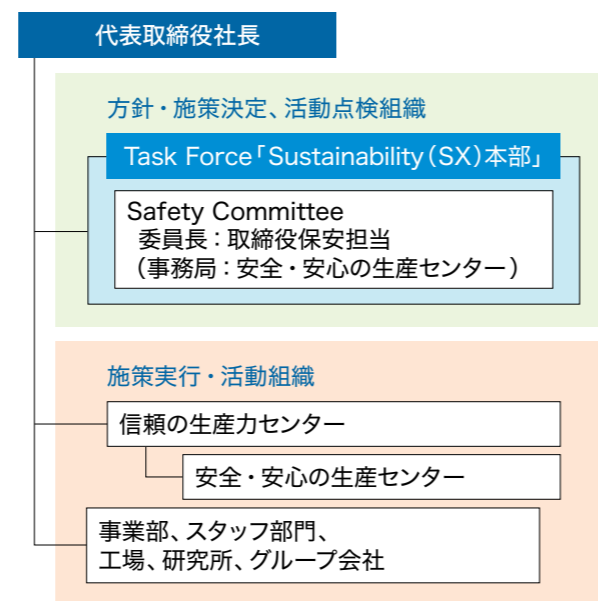 代表取締役社長
方針・施策決定、活動点検組織
Task Force「Sustainability（SX）本部」
Safety Committee
委員長：取締役保安担当
（事務局：安全・安心の生産センター）
施策実行・活動組織
信頼の生産力センター
安全・安心の生産センター
事業部、スタッフ部門、
工場、研究所、グループ会社